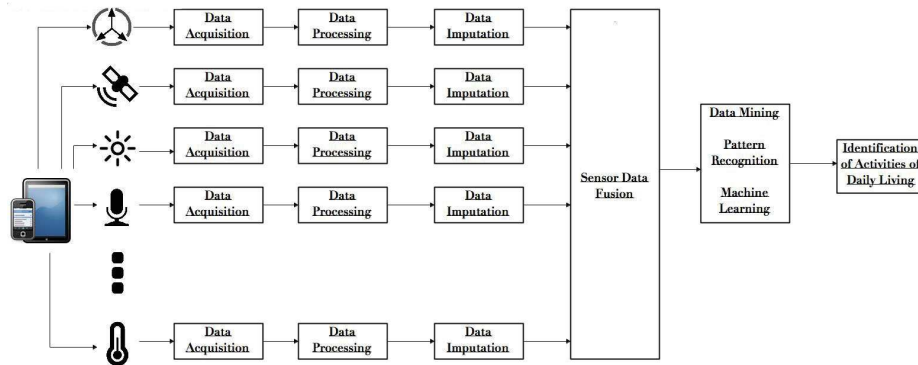 Data
Acquisition
Data
Processing
Data
Imputation
Data
Acquisition
Data
Processing
Data
Imputation
Data
Acquisition
Data
Processing
Data
Imputation
Data
Acquisition
Data
Processing
Data
Imputation
Data
Acquisition
Data
Processing
Data
Imputation
Sensor Data
Fusion
Data Mining
Pattern
Recognition
Machine
Learning
Identification
of Activities of
Daily Living